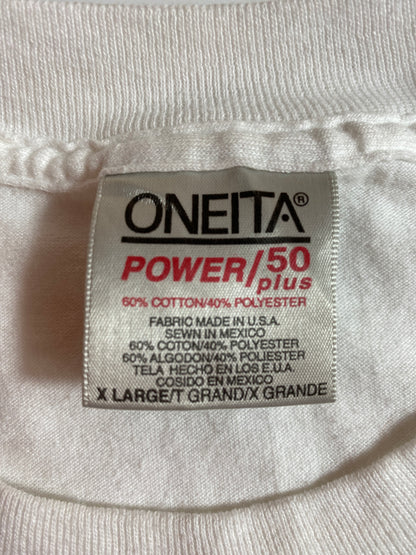 ONEITA®
POWER/50 plus
60% COTTON/40% POLYESTER
FABRIC MADE IN U.S.A.
SEWN IN MEXICO
60% COTON/40% POLYESTER
60% ALGODON/40% POLIESTER
TELA HECHO EN LOS E.U.A.
COSIDO EN MEXICO
X LARGE/T GRAND/X GRANDE